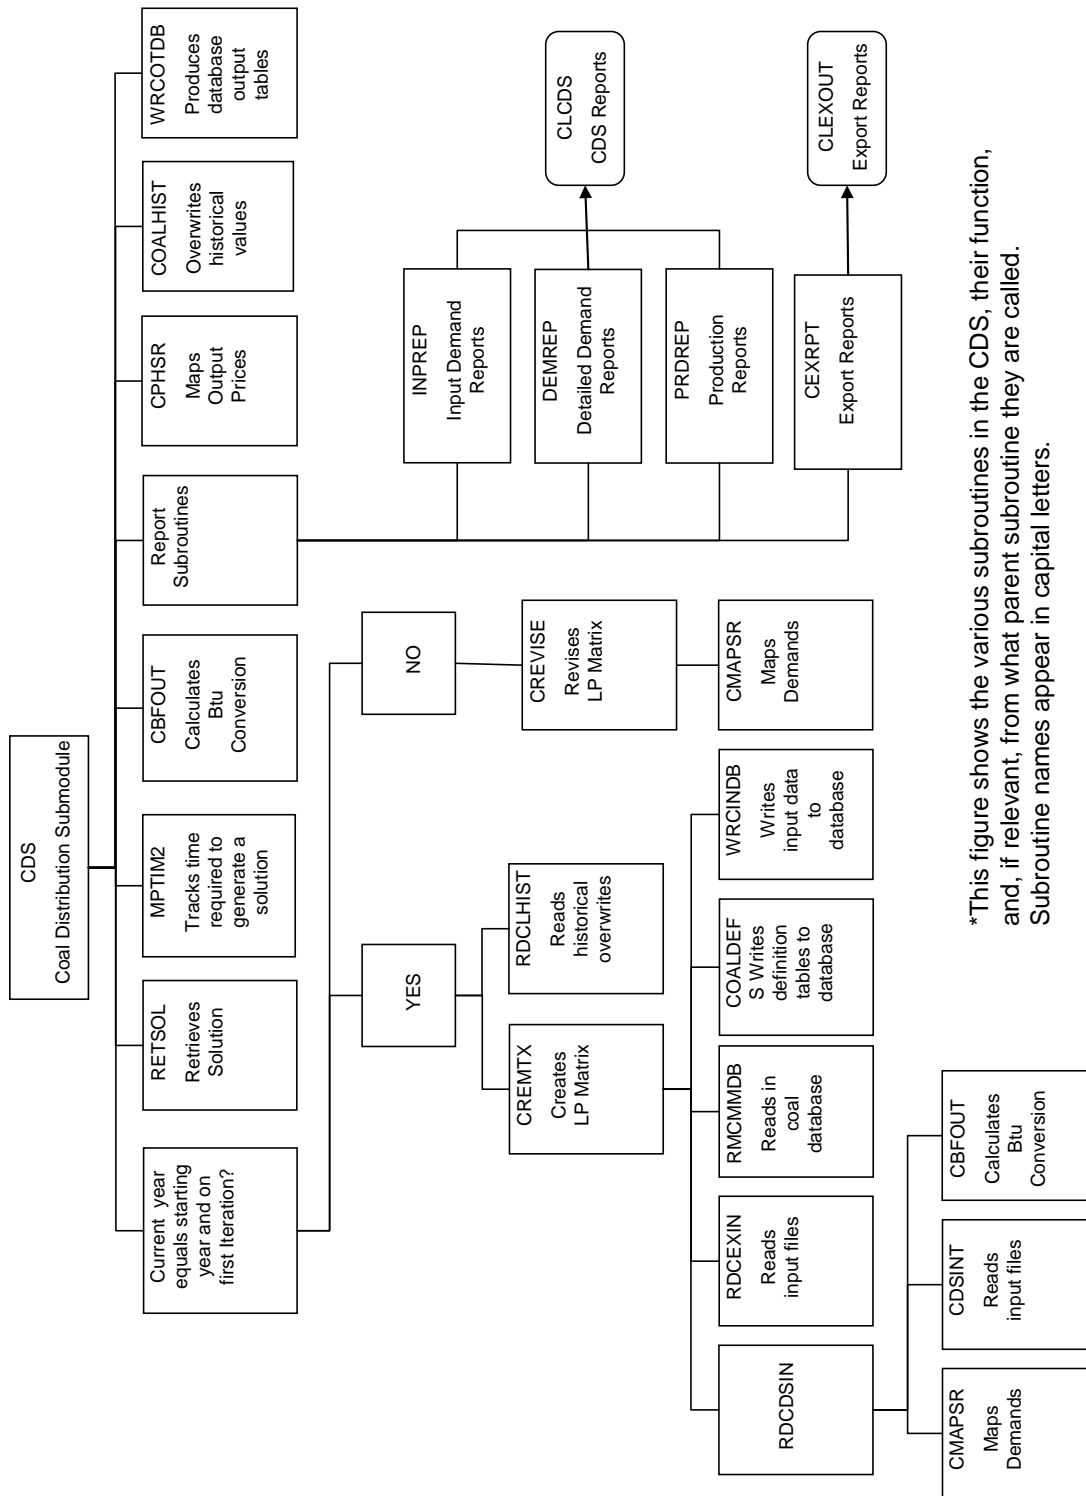 CDS
Coal Distribution Submodule
Current year
equals starting
year and on
first Iteration?
RETSOL
Retrieves
Solution
MPTIM2
Tracks time
required to
generate a
solution
CBFOUT
Calculates
Btu
Conversion
Report
Subroutines
CPHSR
Maps
Output
Prices
COALHIST
Overwrites
historical
values
WRCOTDB
Produces
database
output
tables
YES
NO
CREMTX
Creates
LP Matrix
RDCLHIST
Reads
historical
overwrites
CREVISE
Revises
LP Matrix
CMAPSR
Maps
Demands
INPREP
Input Demand
Reports
DEMREP
Detailed Demand
Reports
PRDREP
Production
Reports
CEXRPT
Export Reports
CLCDS
CDS Reports
CLEXOUT
Export Reports
RDCDSIN
RDCEXIN
Reads
input files
RMCMMDB
Reads in
coal
database
COALDEF
S Writes
definition
tables to
database
WRCINDB
Writes
input data
to
database
CMAPSR
Maps
Demands
CDSINT
Reads
input files
CBFOUT
Calculates
Btu
Conversion
*This figure shows the various subroutines in the CDS, their function,
and, if relevant, from what parent subroutine they are called.
Subroutine names appear in capital letters.